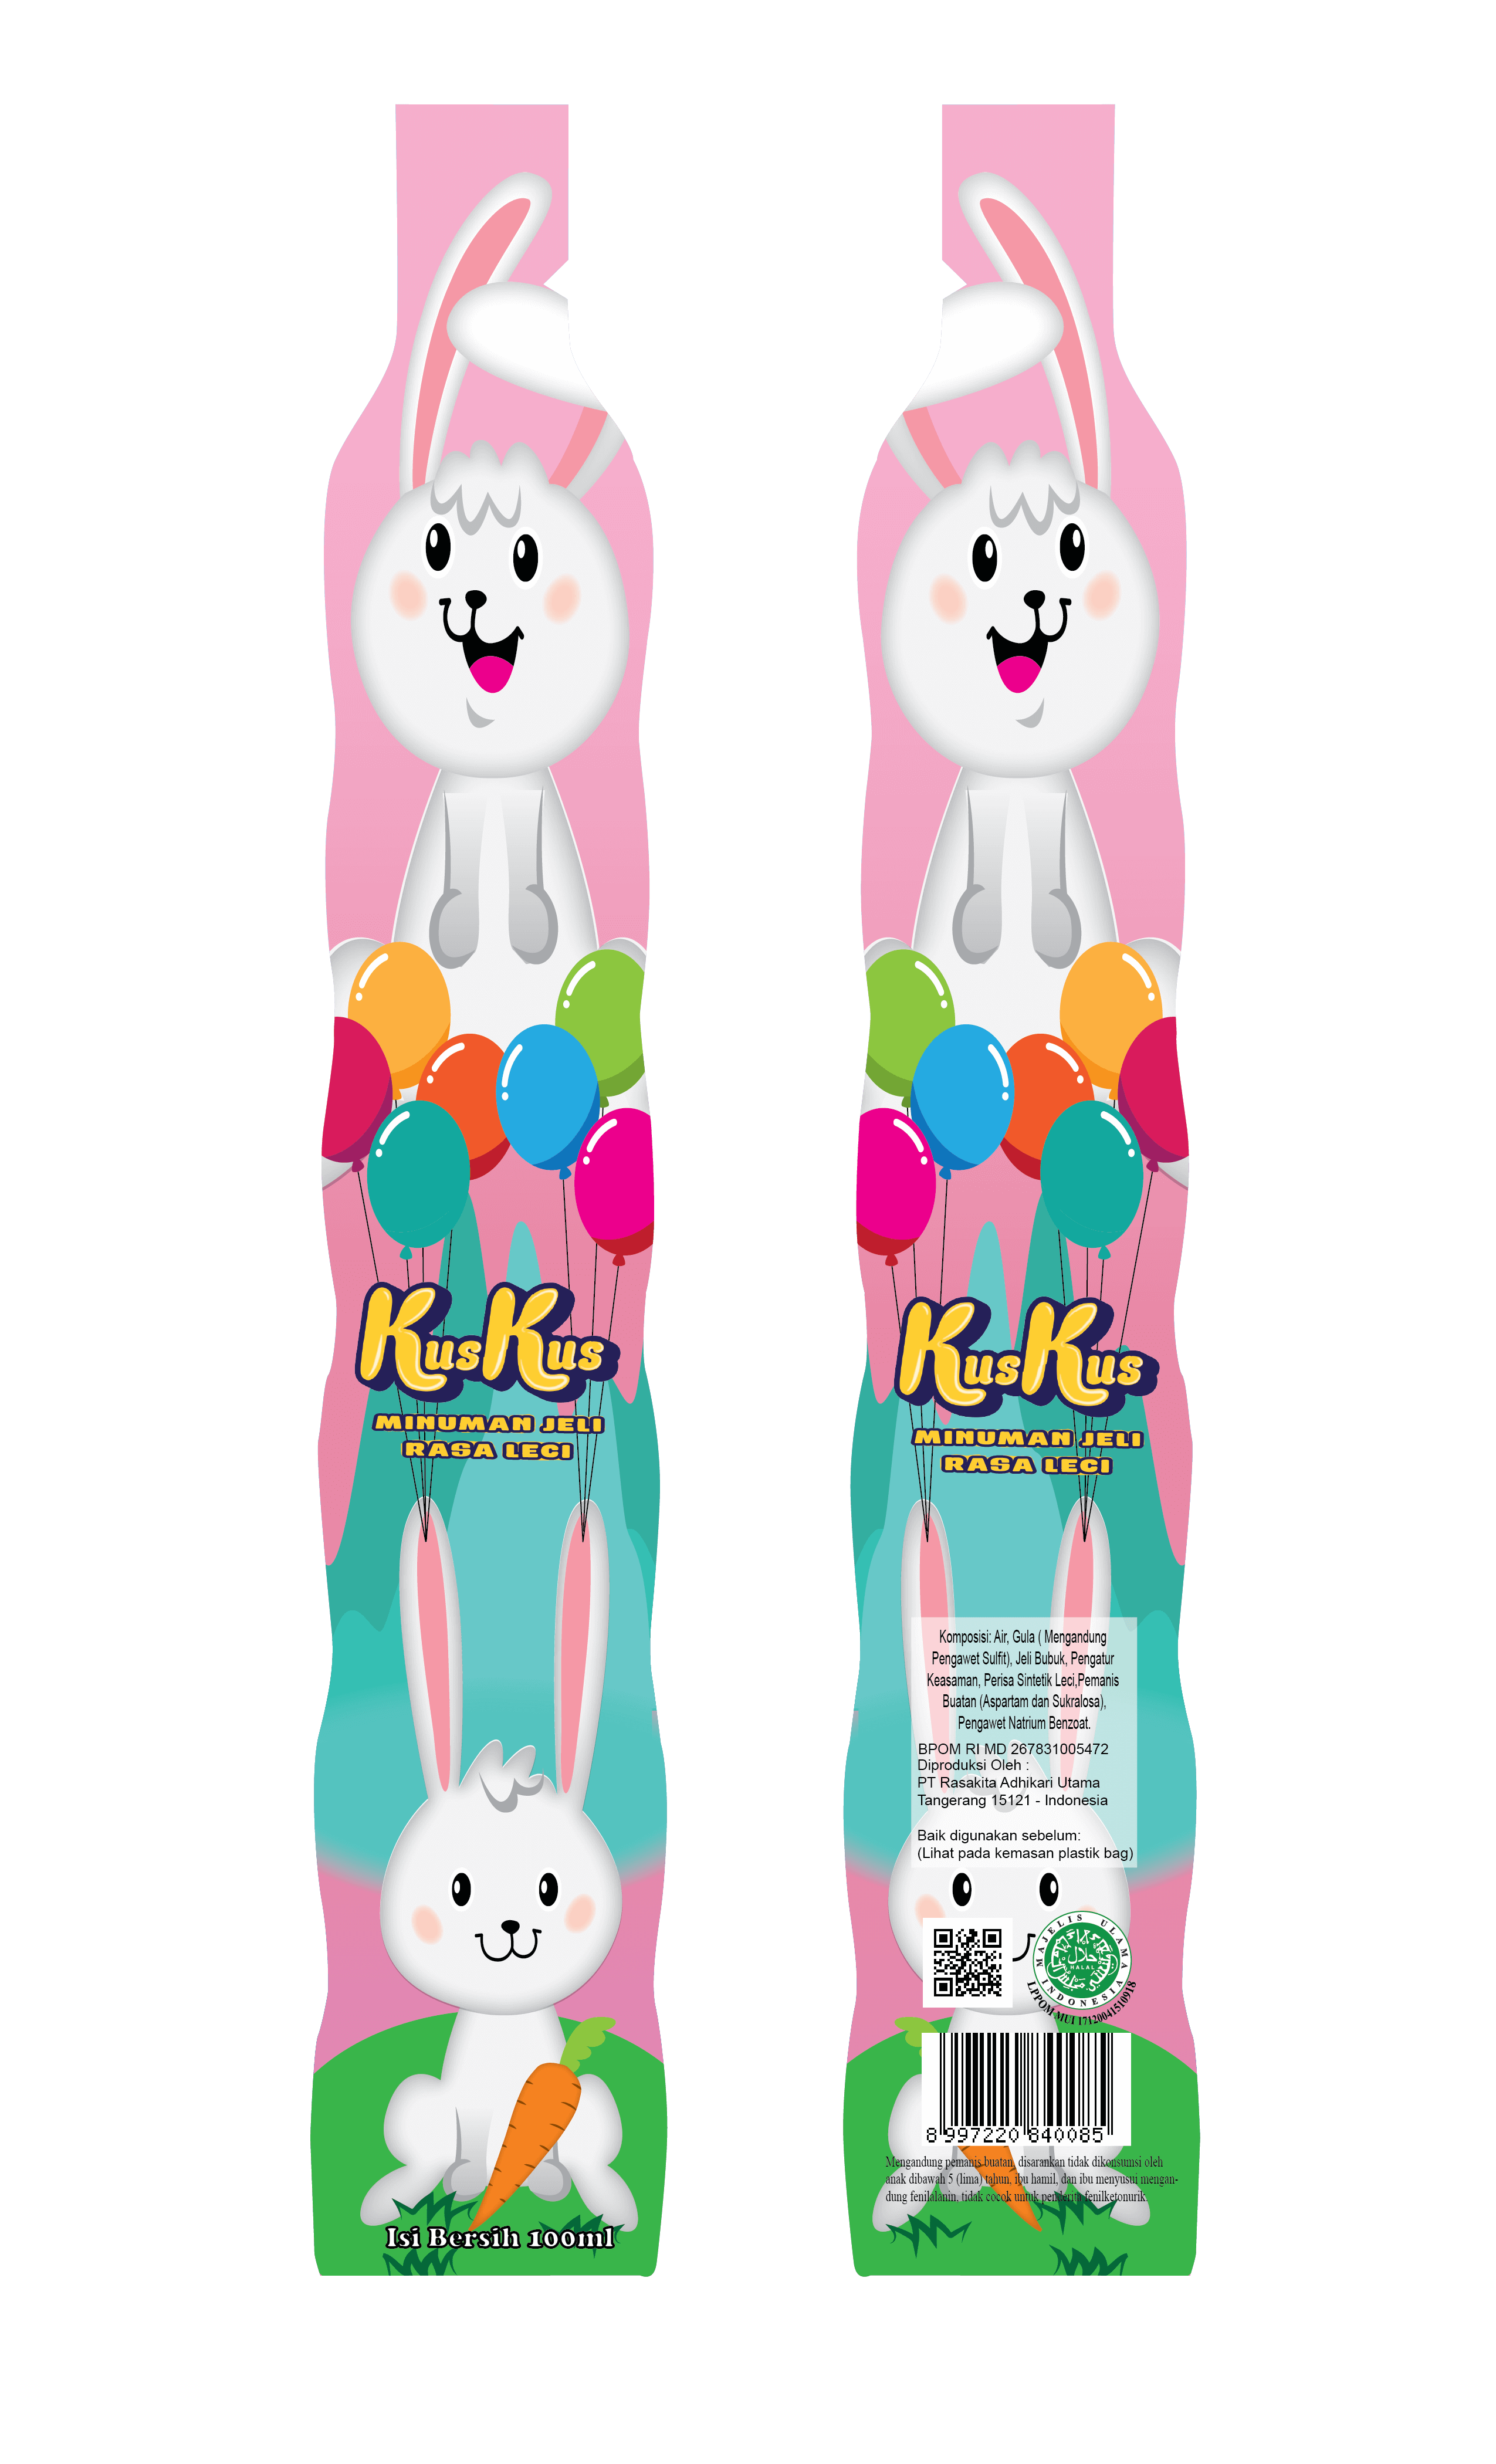 KusKus
MINUMAN JELI
RASA LECI
Isi Bersih 100ml
KusKus
MINUMAN JELI
RASA LECI
Komposisi: Air, Gula ( Mengandung
Pengawet Sulfit), Jeli Bubuk, Pengatur
Keasaman, Perisa Sintetik Leci,Pemanis
Buatan (Aspartam dan Sukralosa),
Pengawet Natrium Benzoat.
BPOM RI MD 267831005472
Diproduksi Oleh :
PT Rasakita Adhikari Utama
Tangerang 15121 - Indonesia
Baik digunakan sebelum:
(Lihat pada kemasan plastik bag)
MAJELIS ULAMA
INDONESIA
حلال
HALAL
LPPOM MUI 17120041510918
8 997220 840085
Mengandung pemanis buatan, disarankan tidak dikonsumsi oleh
anak dibawah 5 (lima) tahun, ibu hamil, dan ibu menyusui mengan-
dung fenilalanin, tidak cocok untuk penderita fenilketonurik.